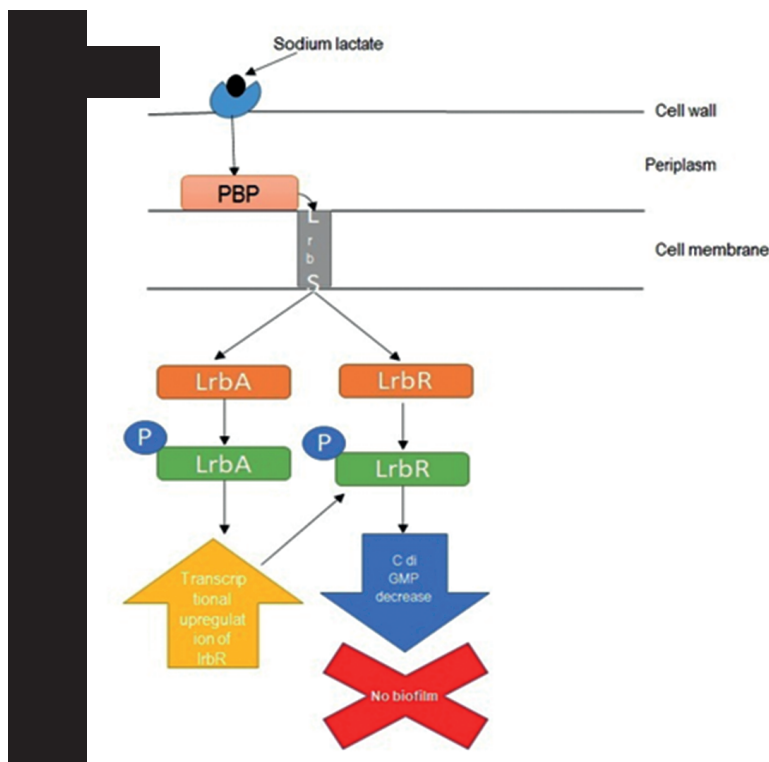 Sodium lactate
Cell wall
Periplasm
PBP
L
r
b
S
Cell membrane
LrbA
LrbR
P
LrbA
P
LrbR
Transcrip
tional
upregulat
ion of
lrbR
C di
GMP
decrease
No biofilm